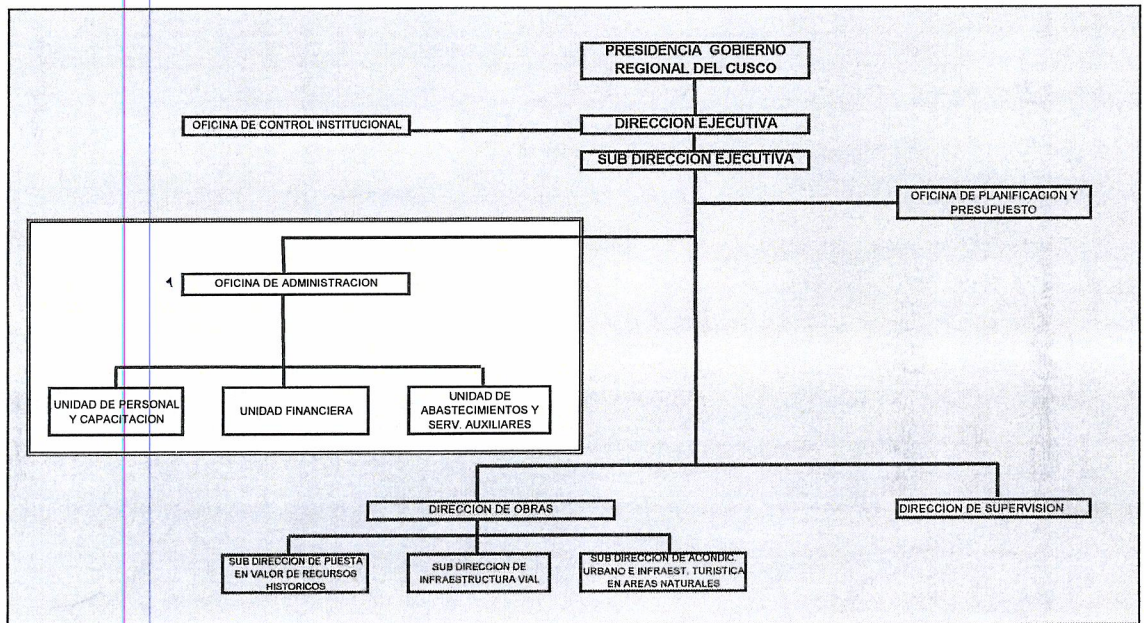 PRESIDENCIA GOBIERNO
REGIONAL DEL CUSCO
OFICINA DE CONTROL INSTITUCIONAL
DIRECCION EJECUTIVA
SUB DIRECCION EJECUTIVA
OFICINA DE PLANIFICACION Y
PRESUPUESTO
OFICINA DE ADMINISTRACION
UNIDAD DE PERSONAL
Y CAPACITACION
UNIDAD FINANCIERA
UNIDAD DE
ABASTECIMIENTOS Y
SERV. AUXILIARES
DIRECCION DE OBRAS
DIRECCION DE SUPERVISION
SUB DIRECCION DE PUESTA
EN VALOR DE RECURSOS
HISTORICOS
SUB DIRECCION DE
INFRAESTRUCTURA VIAL
SUB DIRECCION DE ACONDIC.
URBANO E INFRAEST. TURISTICA
EN AREAS NATURALES